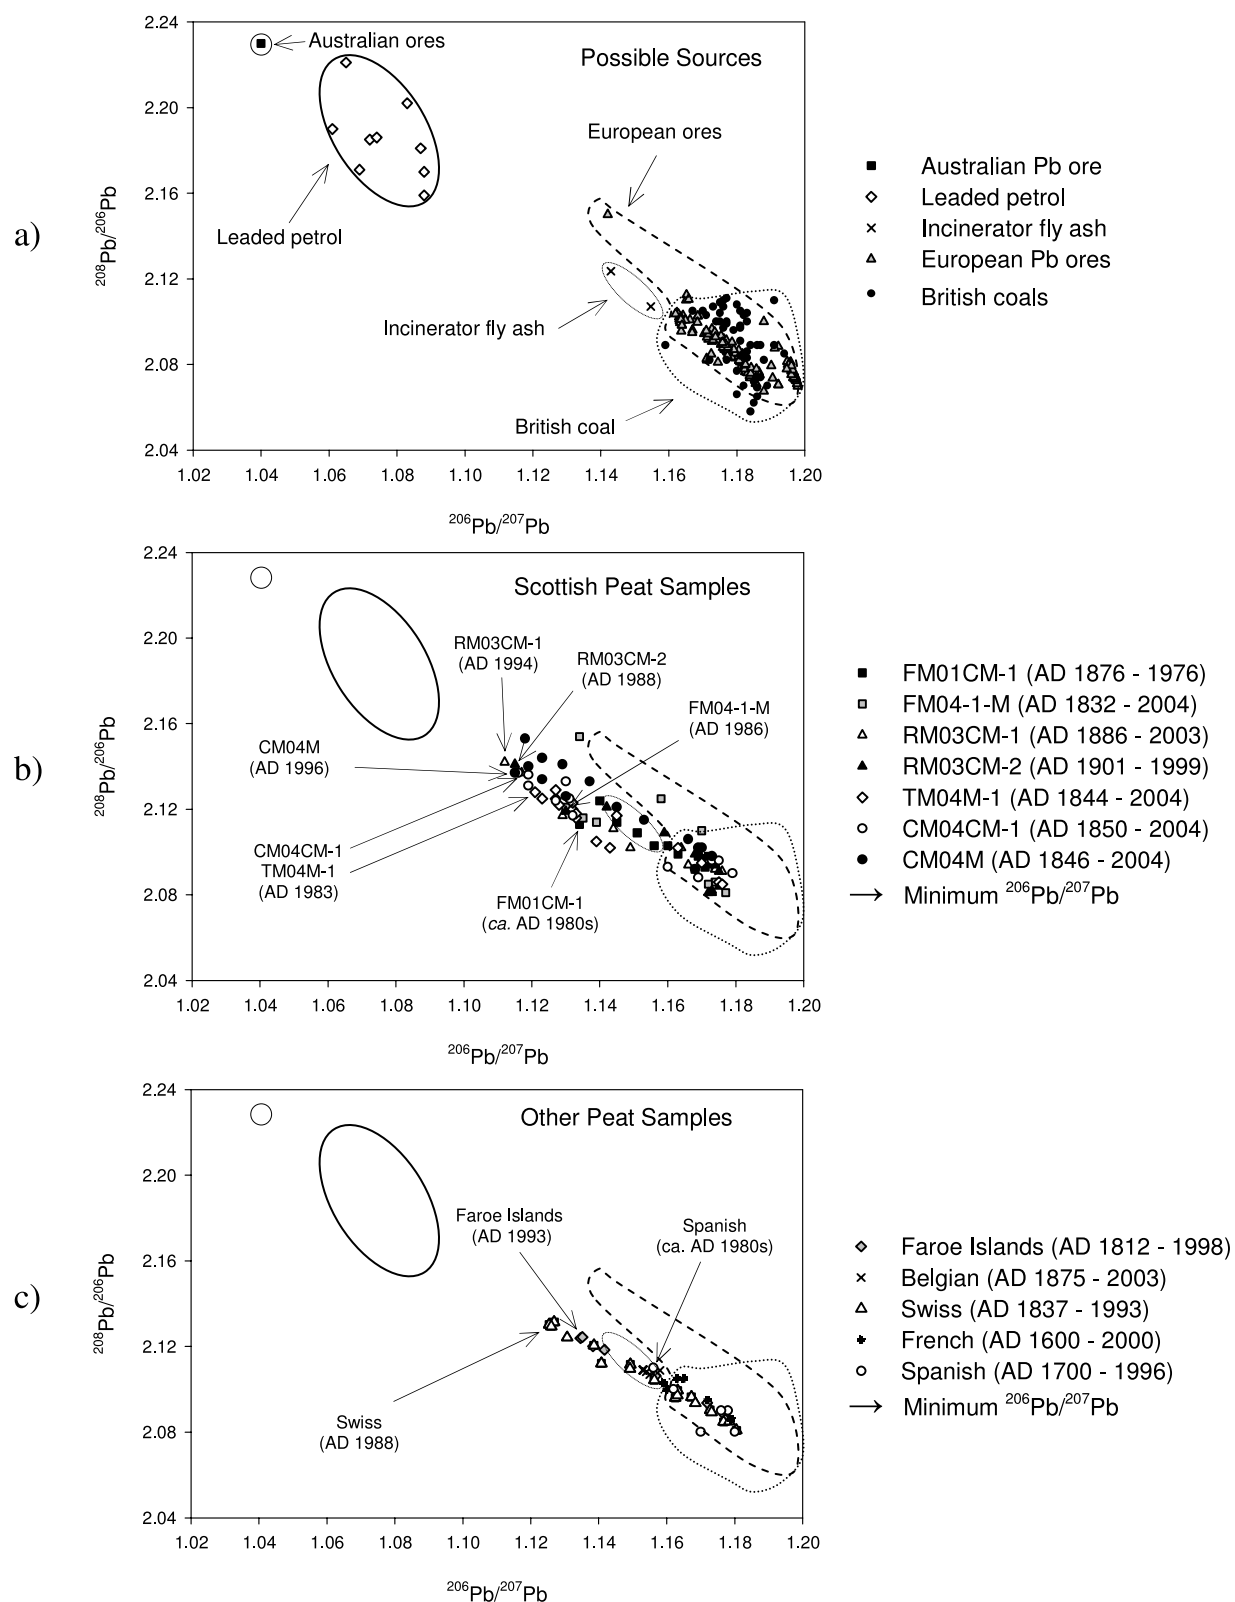 a)
2.24
2.20
2.16
2.12
2.08
2.04
²⁰⁸Pb/²⁰⁶Pb
Australian ores
Possible Sources
European ores
Leaded petrol
Incinerator fly ash
British coal
1.02 1.04 1.06 1.08 1.10 1.12 1.14 1.16 1.18 1.20
²⁰⁶Pb/²⁰⁷Pb
Australian Pb ore
Leaded petrol
Incinerator fly ash
European Pb ores
British coals
b)
2.24
2.20
2.16
2.12
2.08
2.04
²⁰⁸Pb/²⁰⁶Pb
Scottish Peat Samples
RM03CM-1
(AD 1994)
RM03CM-2
(AD 1988)
FM04-1-M
(AD 1986)
CM04M
(AD 1996)
CM04CM-1
TM04M-1
(AD 1983)
FM01CM-1
(ca. AD 1980s)
1.02 1.04 1.06 1.08 1.10 1.12 1.14 1.16 1.18 1.20
²⁰⁶Pb/²⁰⁷Pb
FM01CM-1 (AD 1876 - 1976)
FM04-1-M (AD 1832 - 2004)
RM03CM-1 (AD 1886 - 2003)
RM03CM-2 (AD 1901 - 1999)
TM04M-1 (AD 1844 - 2004)
CM04CM-1 (AD 1850 - 2004)
CM04M (AD 1846 - 2004)
→ Minimum ²⁰⁶Pb/²⁰⁷Pb
c)
2.24
2.20
2.16
2.12
2.08
2.04
²⁰⁸Pb/²⁰⁶Pb
Other Peat Samples
Faroe Islands
(AD 1993)
Spanish
(ca. AD 1980s)
Swiss
(AD 1988)
1.02 1.04 1.06 1.08 1.10 1.12 1.14 1.16 1.18 1.20
²⁰⁶Pb/²⁰⁷Pb
Faroe Islands (AD 1812 - 1998)
Belgian (AD 1875 - 2003)
Swiss (AD 1837 - 1993)
French (AD 1600 - 2000)
Spanish (AD 1700 - 1996)
→ Minimum ²⁰⁶Pb/²⁰⁷Pb